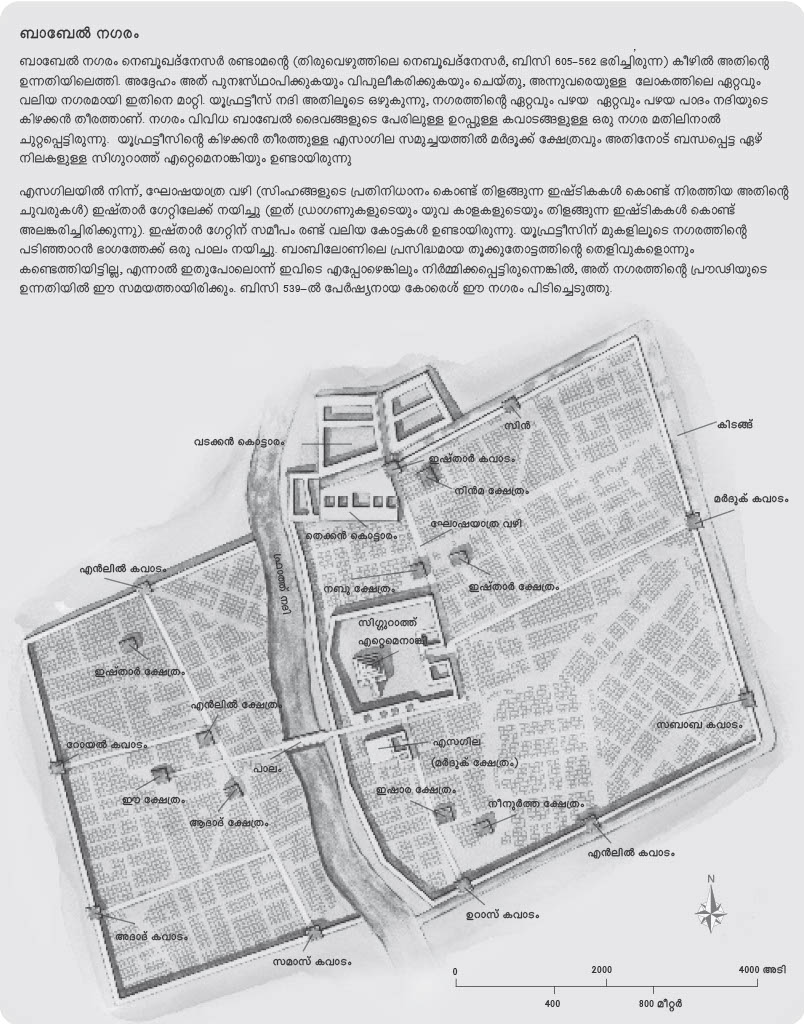 ബാബേൽ നഗരം
ബാബേൽ നഗരം നെബൂഖദ്നേസർ രണ്ടാമന്റെ (തിരുവെഴുത്തിലെ നെബൂഖദ്നേസർ, ബിസി 605–562 ഭരിച്ചിരുന്ന) കീഴിൽ അതിന്റെ
ഉന്നതിയിലെത്തി. അദ്ദേഹം അത് പുനഃസ്ഥാപിക്കുകയും വിപുലീകരിക്കുകയും ചെയ്തു, അന്നുവരെയുള്ള ലോകത്തിലെ ഏറ്റവും
വലിയ നഗരമായി ഇതിനെ മാറ്റി. യൂഫ്രട്ടീസ് നദി അതിലൂടെ ഒഴുകുന്നു, നഗരത്തിന്റെ ഏറ്റവും പഴയ ഏറ്റവും പഴയ പാദം നദിയുടെ
കിഴക്കൻ തീരത്താണ്. നഗരം വിവിധ ബാബേൽ ദൈവങ്ങളുടെ പേരിലുള്ള ഉറപ്പുള്ള കവാടങ്ങളുള്ള ഒരു നഗര മതിലിനാൽ
ചുറ്റപ്പെട്ടിരുന്നു. യൂഫ്രട്ടീസിന്റെ കിഴക്കൻ തീരത്തുള്ള എസാഗില സമുച്ചയത്തിൽ മർദൂക്ക് ക്ഷേത്രവും അതിനോട് ബന്ധപ്പെട്ട ഏഴ്
നിലകളുള്ള സിഗുറാത്ത് എറ്റെമെനാങ്കിയും ഉണ്ടായിരുന്നു
എസഗിലയിൽ നിന്ന്, ഘോഷയാത്ര വഴി (സിംഹങ്ങളുടെ പ്രതിനിധാനം കൊണ്ട് തിളങ്ങുന്ന ഇഷ്ടികകൾ കൊണ്ട് നിരത്തിയ അതിന്റെ
ചുവരുകൾ) ഇഷ്താർ ഗേറ്റിലേക്ക് നയിച്ചു (ഇത് ഡ്രാഗണുകളുടെയും യുവ കാളകളുടെയും തിളങ്ങുന്ന ഇഷ്ടികകൾ കൊണ്ട്
അലങ്കരിച്ചിരിക്കുന്നു). ഇഷ്താർ ഗേറ്റിന് സമീപം രണ്ട് വലിയ കോട്ടകൾ ഉണ്ടായിരുന്നു. യൂഫ്രട്ടീസിന് മുകളിലൂടെ നഗരത്തിന്റെ
പടിഞ്ഞാറൻ ഭാഗത്തേക്ക് ഒരു പാലം നയിച്ചു. ബാബിലോണിലെ പ്രസിദ്ധമായ തൂക്കുതോട്ടത്തിന്റെ തെളിവുകളൊന്നും
കണ്ടെത്തിയിട്ടില്ല, എന്നാൽ ഇതുപോലൊന്ന് ഇവിടെ എപ്പോഴെങ്കിലും നിർമ്മിക്കപ്പെട്ടിരുന്നെങ്കിൽ, അത് നഗരത്തിന്റെ പ്രൗഢിയുടെ
ഉന്നതിയിൽ ഈ സമയത്തായിരിക്കും. ബിസി 539–ൽ പേർഷ്യനായ കോരെശ് ഈ നഗരം പിടിച്ചെടുത്തു.
സിൻ
കിടങ്ങ്
വടക്കൻ കൊട്ടാരം
ഇഷ്താർ കവാടം
നിൻമ ക്ഷേത്രം
മർദൂക് കവാടം
ഘോഷയാത്ര വഴി
തെക്കൻ കൊട്ടാരം
എൻലിൽ കവാടം
ഫ്രാത്ത് നദി
നബൂ ക്ഷേത്രം
ഇഷ്താർ ക്ഷേത്രം
സിഗ്ഗുറാത്ത്
എറ്റെമെനാങ്കി
ഇഷ്താർ ക്ഷേത്രം
എൻലിൽ ക്ഷേത്രം
സബാബ കവാടം
റോയൽ കവാടം
എസഗില
(മർദൂക് ക്ഷേത്രം)
പാലം
ഈ ക്ഷേത്രം
ഇഷാര ക്ഷേത്രം
നീനൂർത്ത ക്ഷേത്രം
ആദാദ് ക്ഷേത്രം
എൻലിൽ കവാടം
N
ഉറാസ് കവാടം
അദാദ് കവാടം
സമാസ് കവാടം
0 2000 4000 അടി
400 800 മീറ്റർ